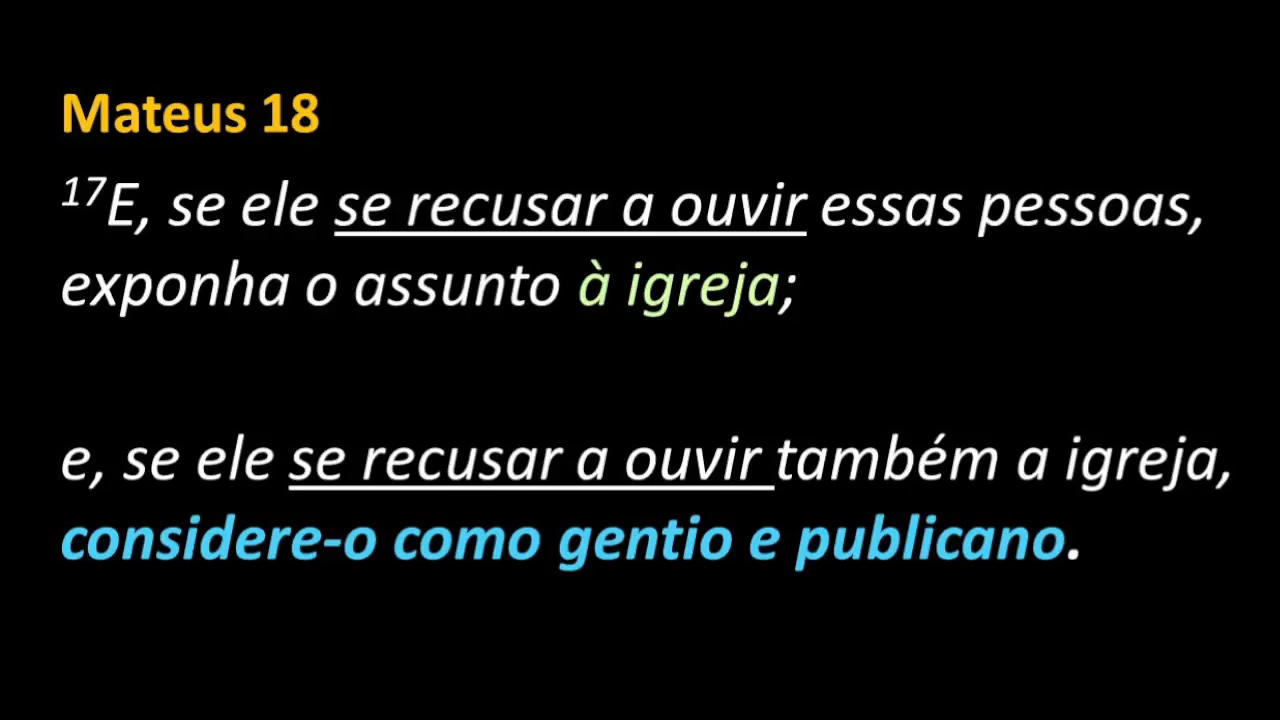 Mateus 18
17E, se ele se recusar a ouvir essas pessoas,
exponha o assunto à igreja;
e, se ele se recusar a ouvir também a igreja,
considere-o como gentio e publicano.